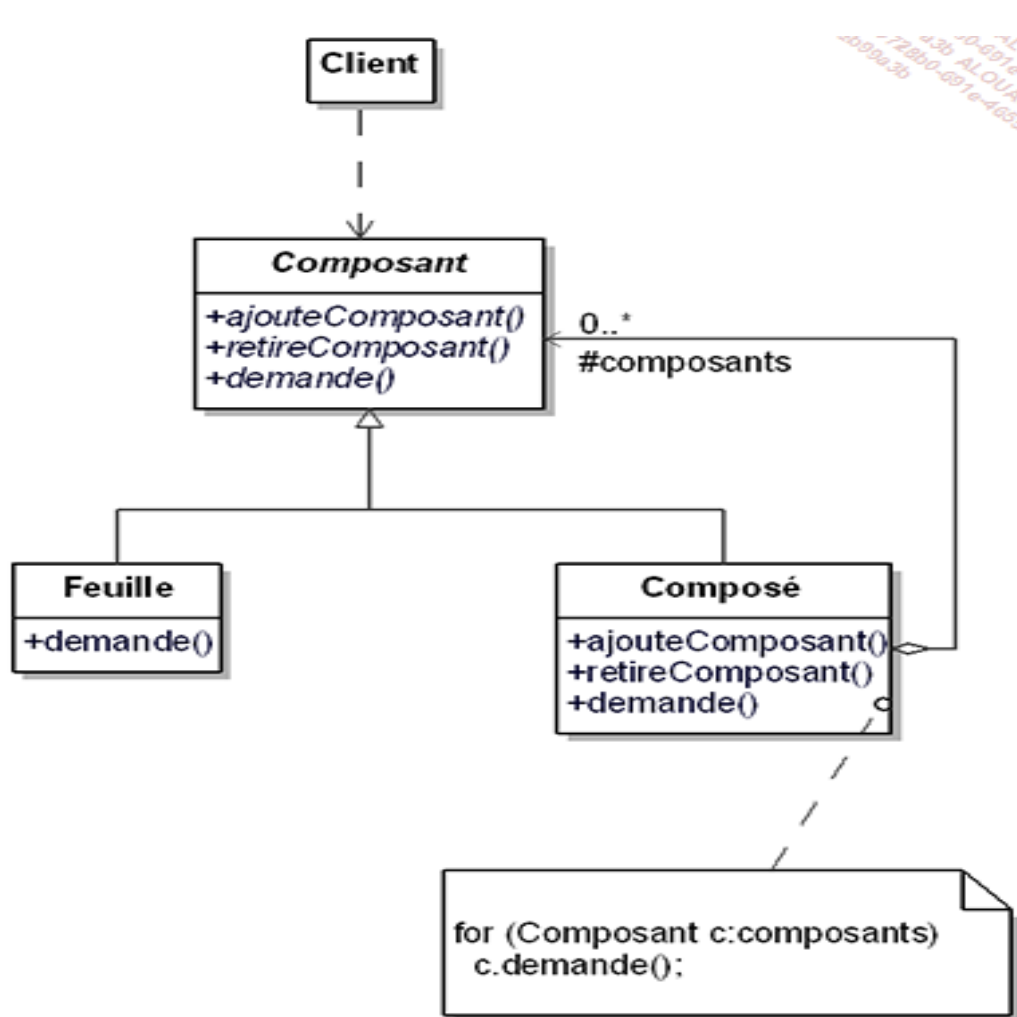 Client
Composant
+ajouteComposant()
+retireComposant()
+demande()
0..*
#composants
Feuille
+demande()
Composé
+ajouteComposant()
+retireComposant()
+demande()
for (Composant c:composants)
c.demande();